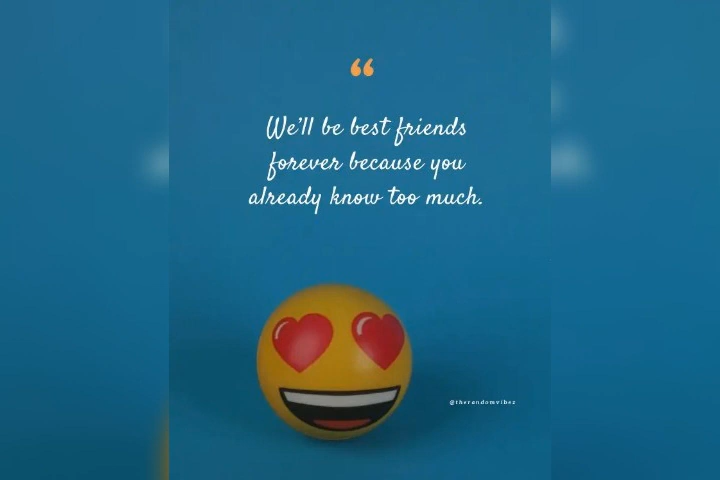 “
We'll be best friends
forever because you
already know too much.
@therandomvibez